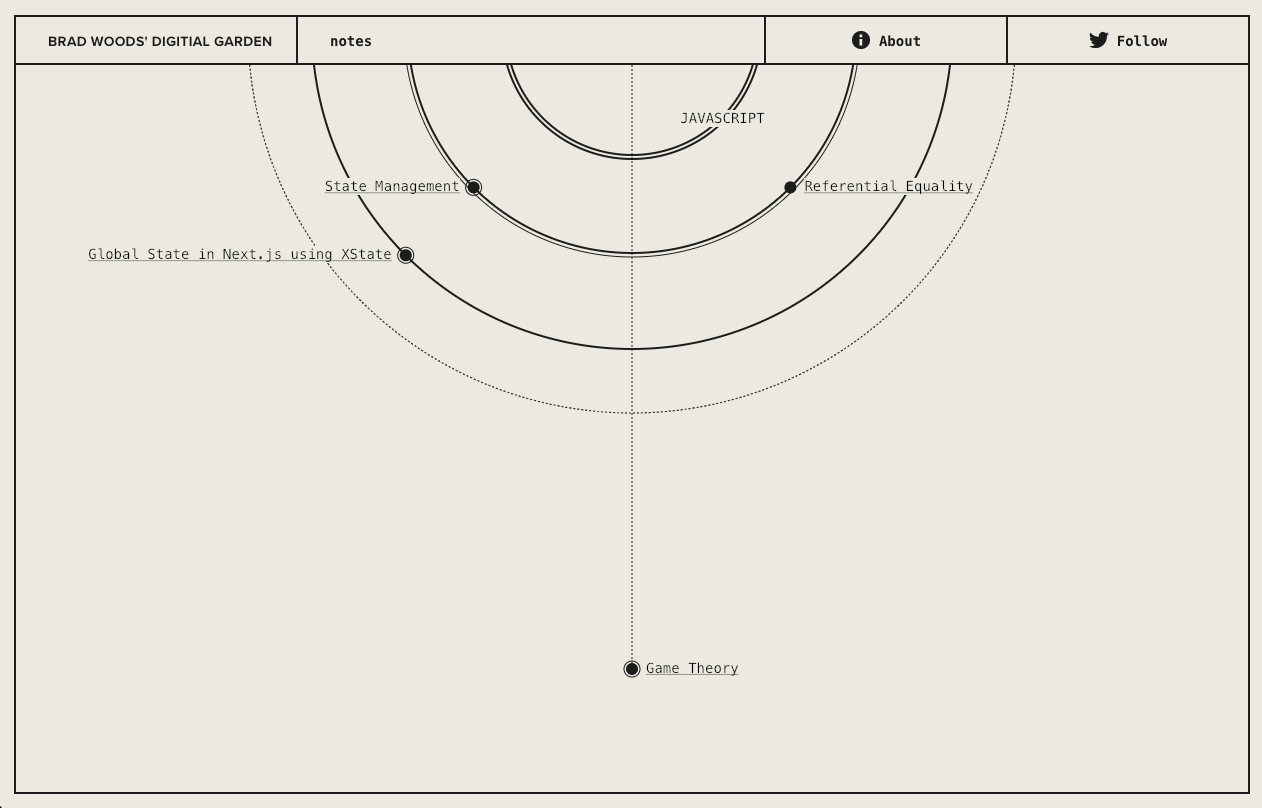 BRAD WOODS' DIGITIAL GARDEN
notes
About
Follow
JAVASCRIPT
State Management
Referential Equality
Global State in Next.js using XState
Game Theory